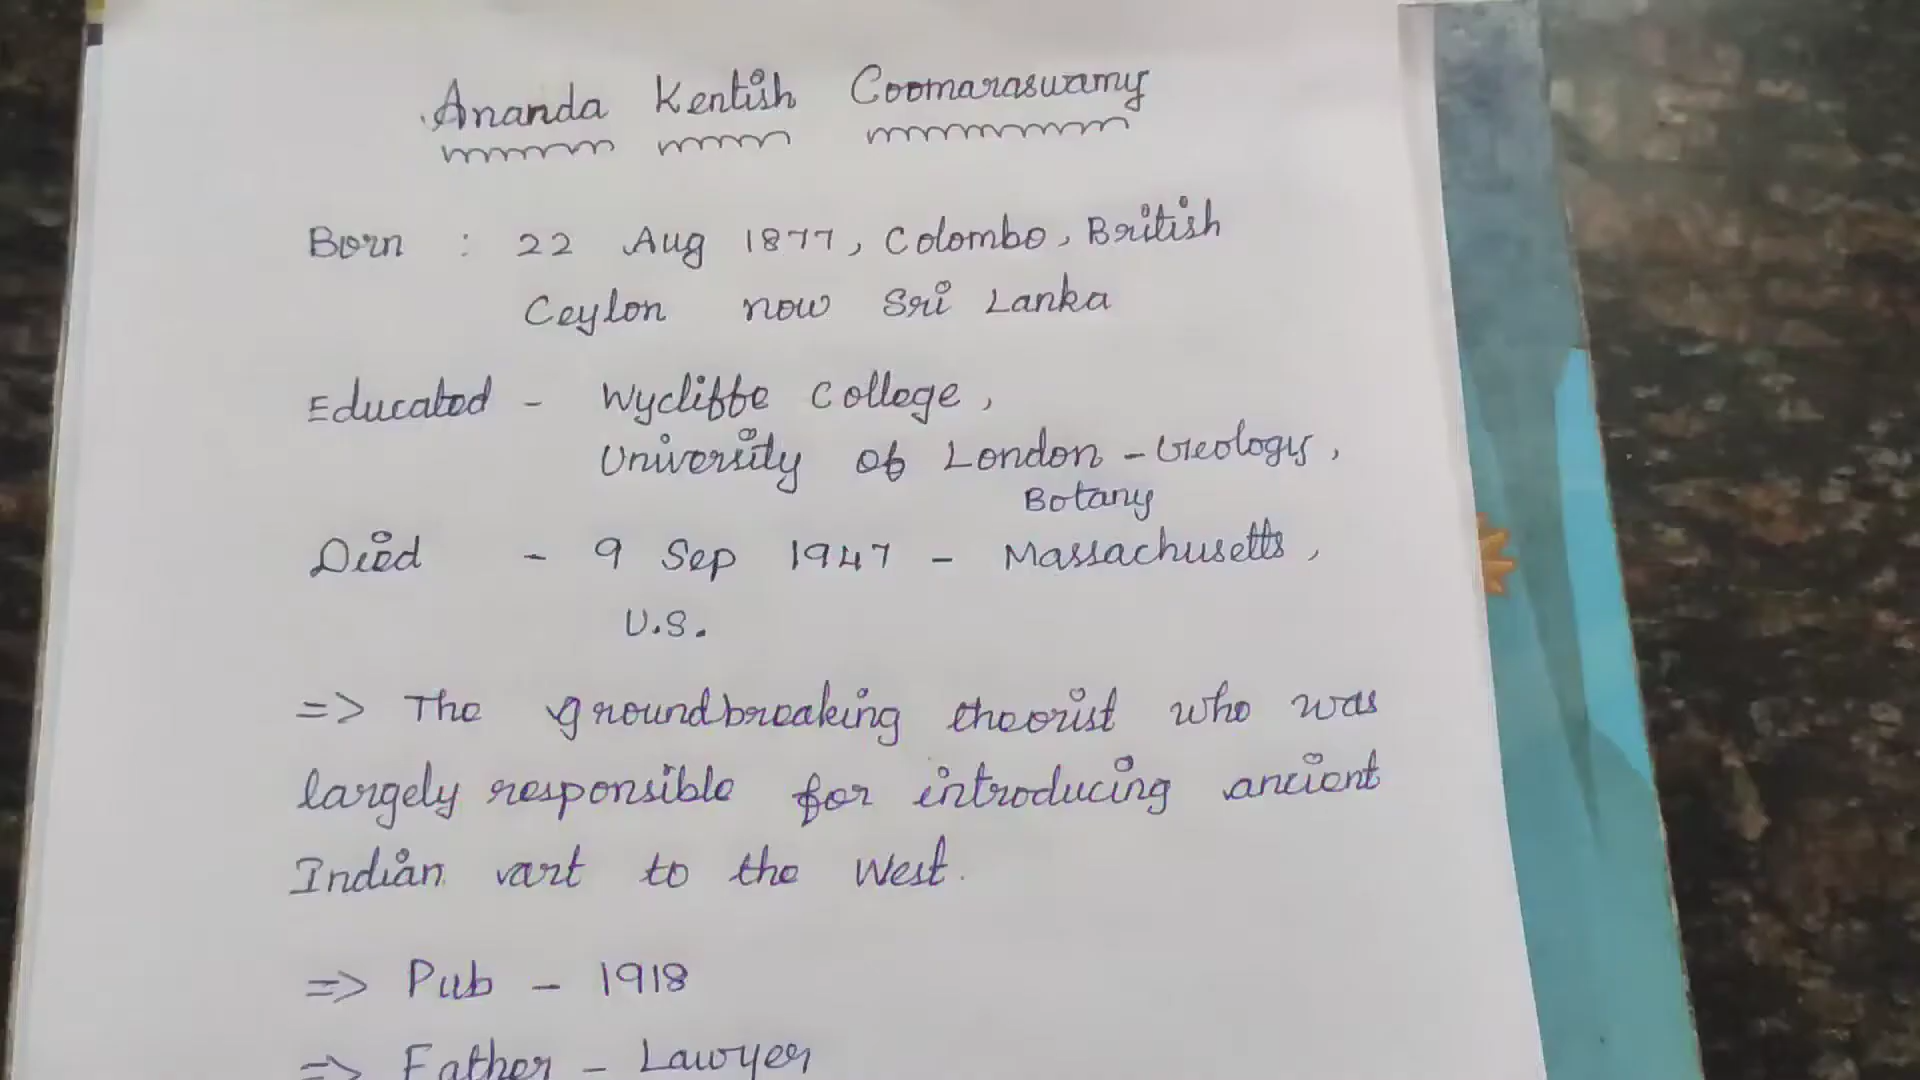 Ananda Kentish Coomaraswamy
Born : 22 Aug 1877, Colombo, British
Ceylon now Sri Lanka
Educated - Wycliffe College,
University of London - Geology,
Botany
Died - 9 Sep 1947 - Massachusetts,
U.S.
=> The groundbreaking theorist who was
largely responsible for introducing ancient
Indian art to the West.
=> Pub - 1918
=> Father - Lawyer